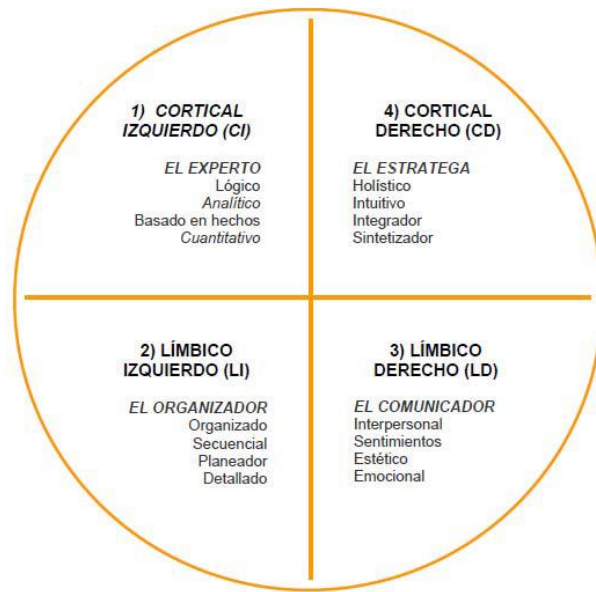 1) CORTICAL
IZQUIERDO (CI)
EL EXPERTO
Lógico
Analítico
Basado en hechos
Cuantitativo
4) CORTICAL
DERECHO (CD)
EL ESTRATEGA
Holístico
Intuitivo
Integrador
Sintetizador
2) LÍMBICO
IZQUIERDO (LI)
EL ORGANIZADOR
Organizado
Secuencial
Planeador
Detallado
3) LÍMBICO
DERECHO (LD)
EL COMUNICADOR
Interpersonal
Sentimientos
Estético
Emocional